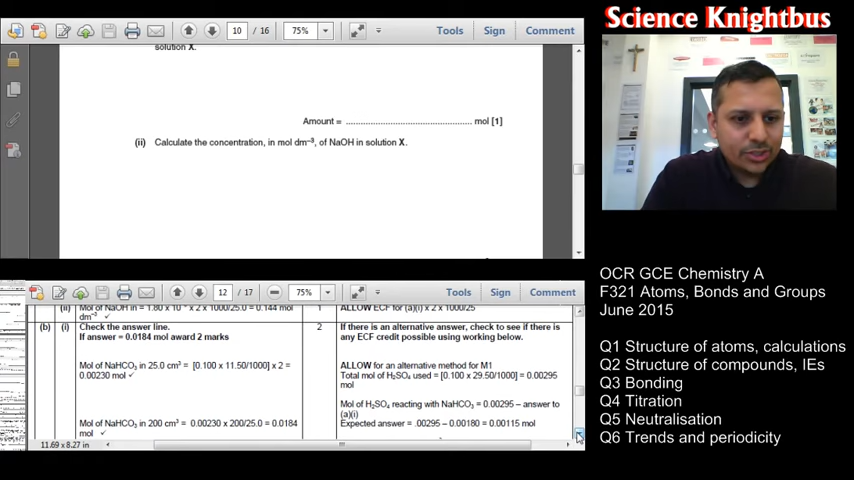 Science Knightbus
10 / 16
75%
Tools
Sign
Comment
solution X.
Amount = ................................................ mol [1]
(ii) Calculate the concentration, in mol dm–3, of NaOH in solution X.
12 / 17
75%
Tools
Sign
Comment
(ii) Mol of NaOH in = 1.80 x 10 x 2 x 1000/25.0 = 0.144 mol
dm-3 ✓
1
ALLOW ECF for (a)(i) x 2 x 1000/25
(b) (i) Check the answer line.
If answer = 0.0184 mol award 2 marks
Mol of NaHCO3 in 25.0 cm3 = [0.100 x 11.50/1000] x 2 =
0.00230 mol ✓
Mol of NaHCO3 in 200 cm3 = 0.00230 x 200/25.0 = 0.0184
mol ✓
2
If there is an alternative answer, check to see if there is
any ECF credit possible using working below.
ALLOW for an alternative method for M1
Total mol of H2SO4 used = [0.100 x 29.50/1000] = 0.00295
mol
Mol of H2SO4 reacting with NaHCO3 = 0.00295 – answer to
(a)(i)
Expected answer = .00295 – 0.00180 = 0.00115 mol
11.69 x 8.27 in
OCR GCE Chemistry A
F321 Atoms, Bonds and Groups
June 2015
Q1 Structure of atoms, calculations
Q2 Structure of compounds, IEs
Q3 Bonding
Q4 Titration
Q5 Neutralisation
Q6 Trends and periodicity